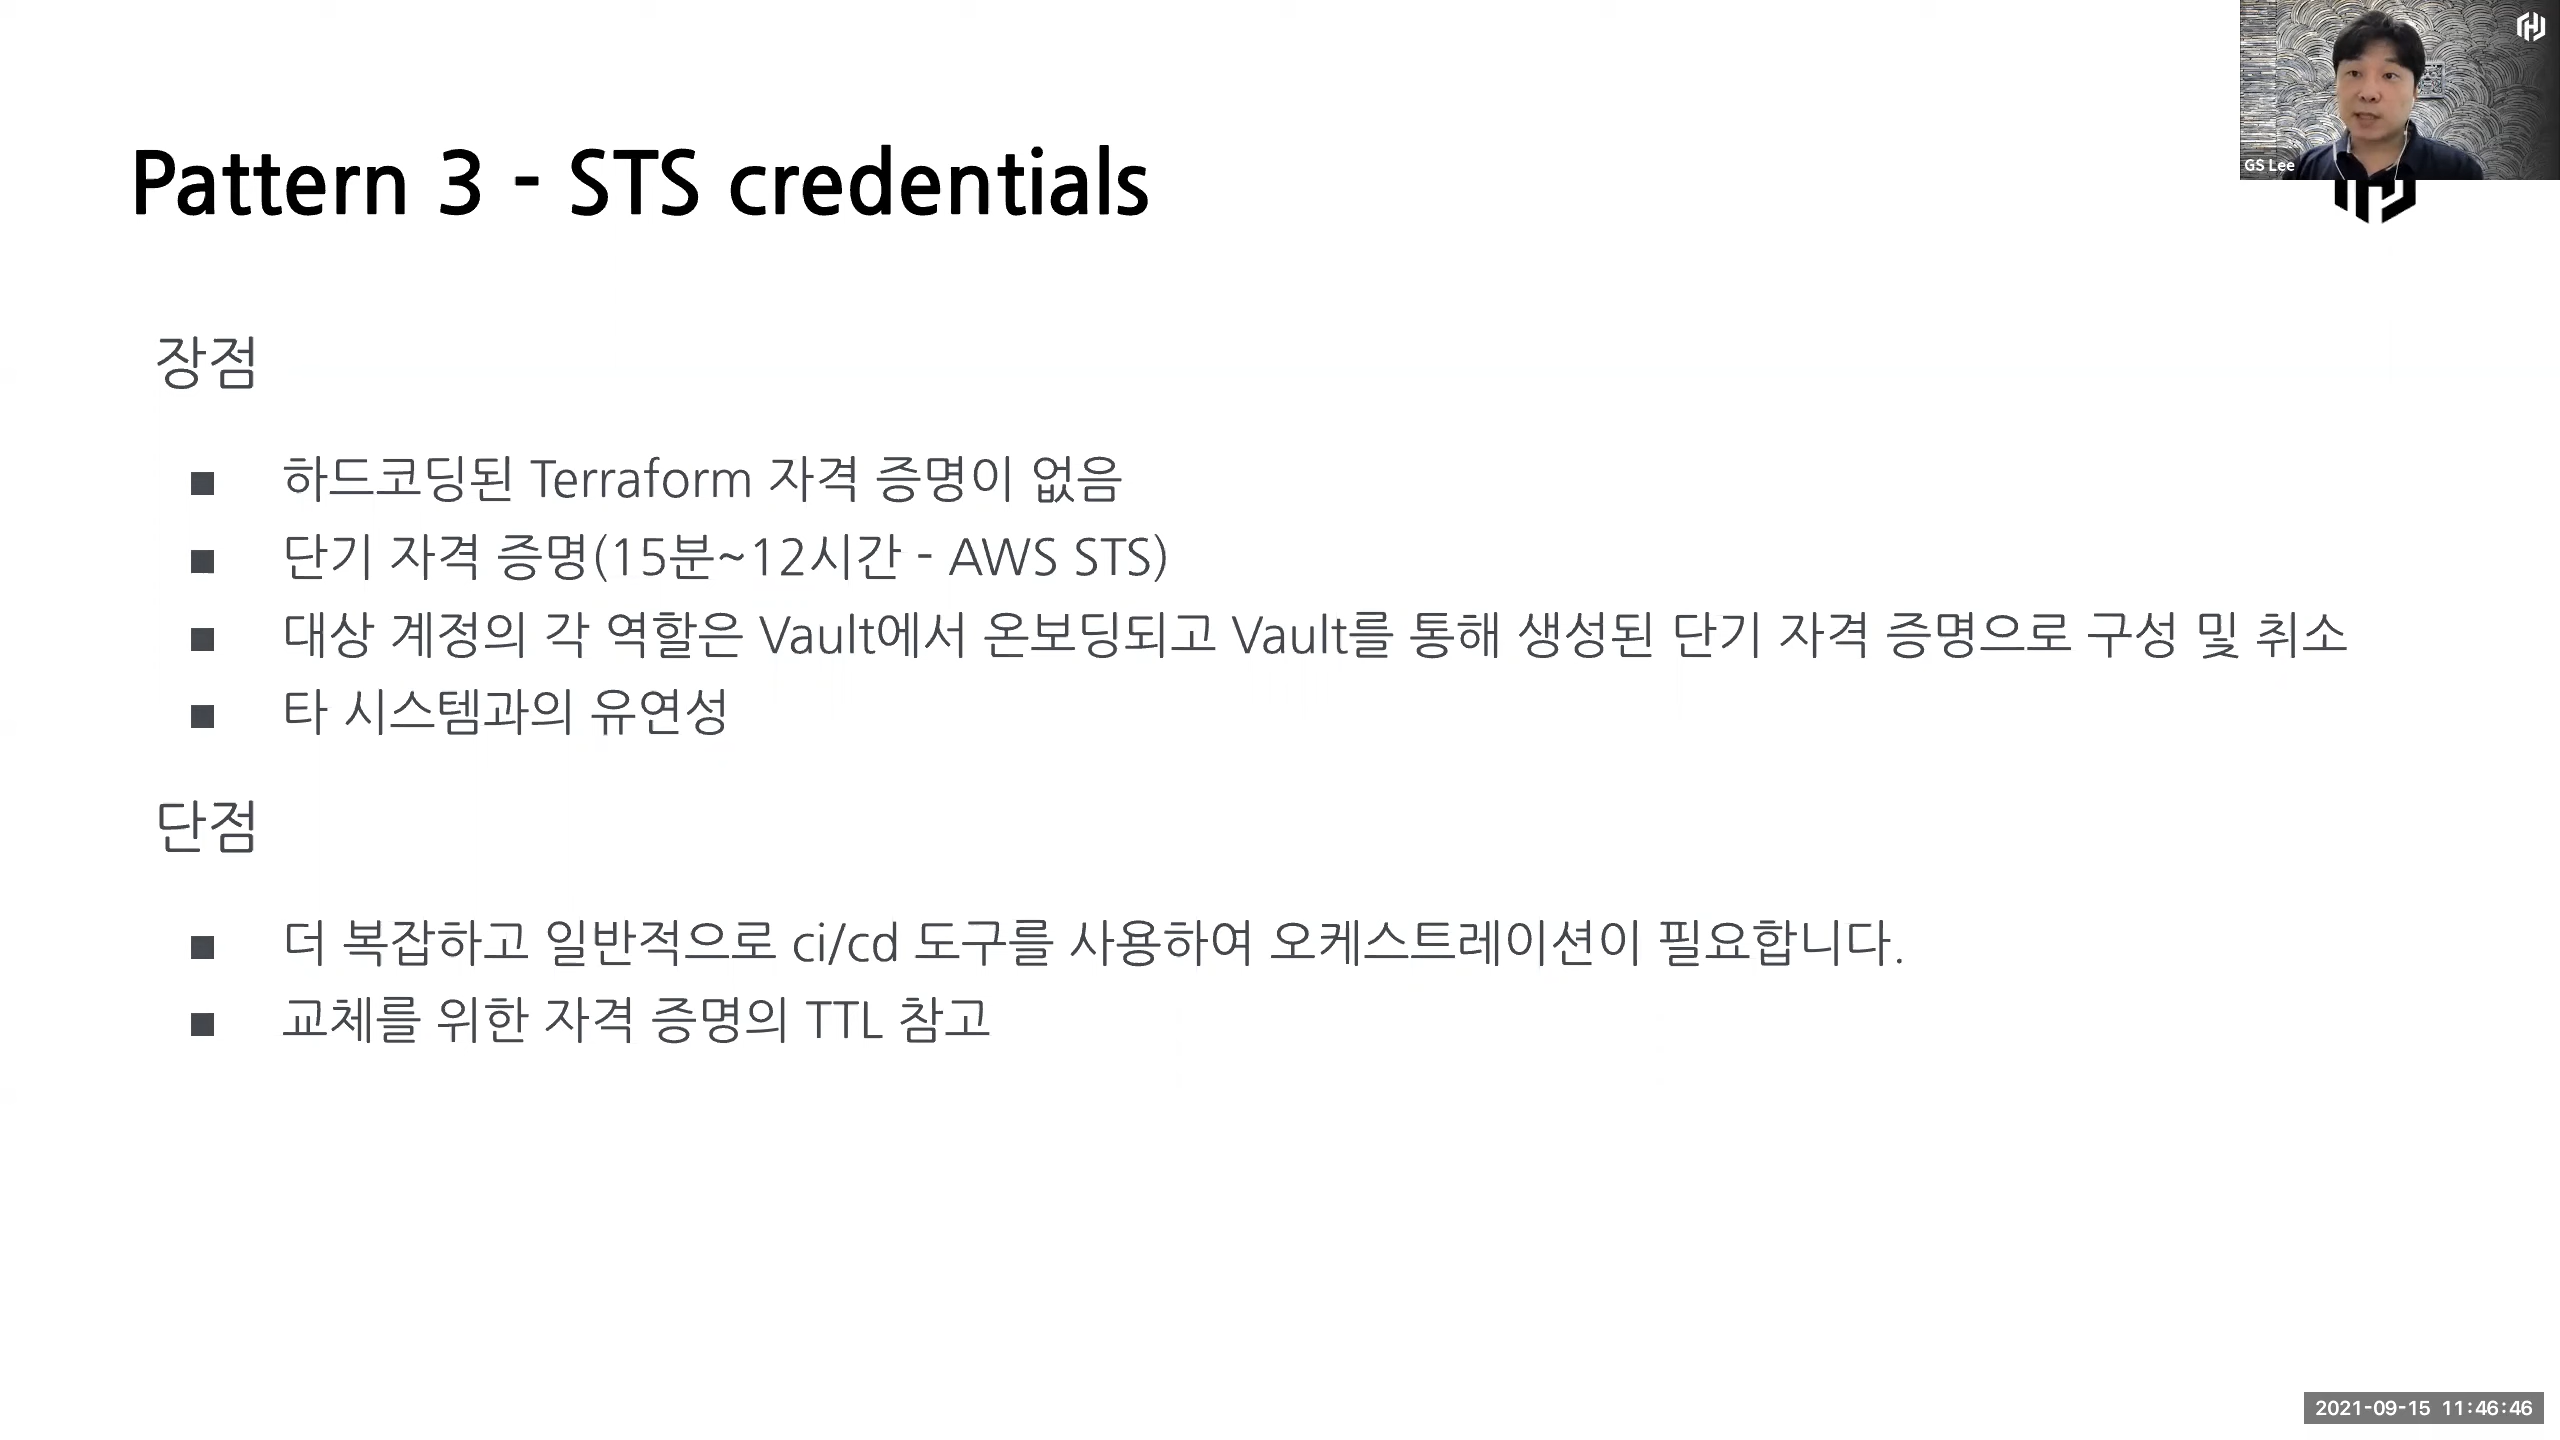 GS Lee
Pattern 3 - STS credentials
장점
■ 하드코딩된 Terraform 자격 증명이 없음
■ 단기 자격 증명(15분~12시간 - AWS STS)
■ 대상 계정의 각 역할은 Vault에서 온보딩되고 Vault를 통해 생성된 단기 자격 증명으로 구성 및 취소
■ 타 시스템과의 유연성
단점
■ 더 복잡하고 일반적으로 ci/cd 도구를 사용하여 오케스트레이션이 필요합니다.
■ 교체를 위한 자격 증명의 TTL 참고
2021-09-15 11:46:46